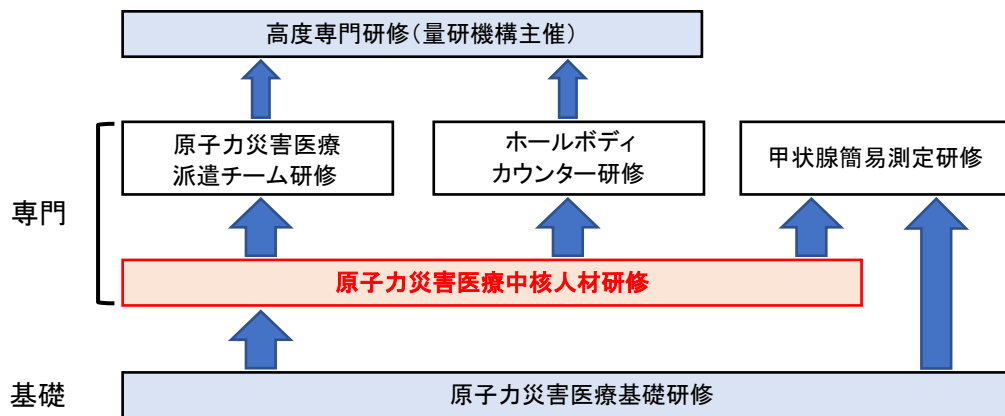 高度専門研修(量研機構主催)
原子力災害医療
派遣チーム研修
ホールボディ
カウンター研修
甲状腺簡易測定研修
専門
原子力災害医療中核人材研修
基礎
原子力災害医療基礎研修